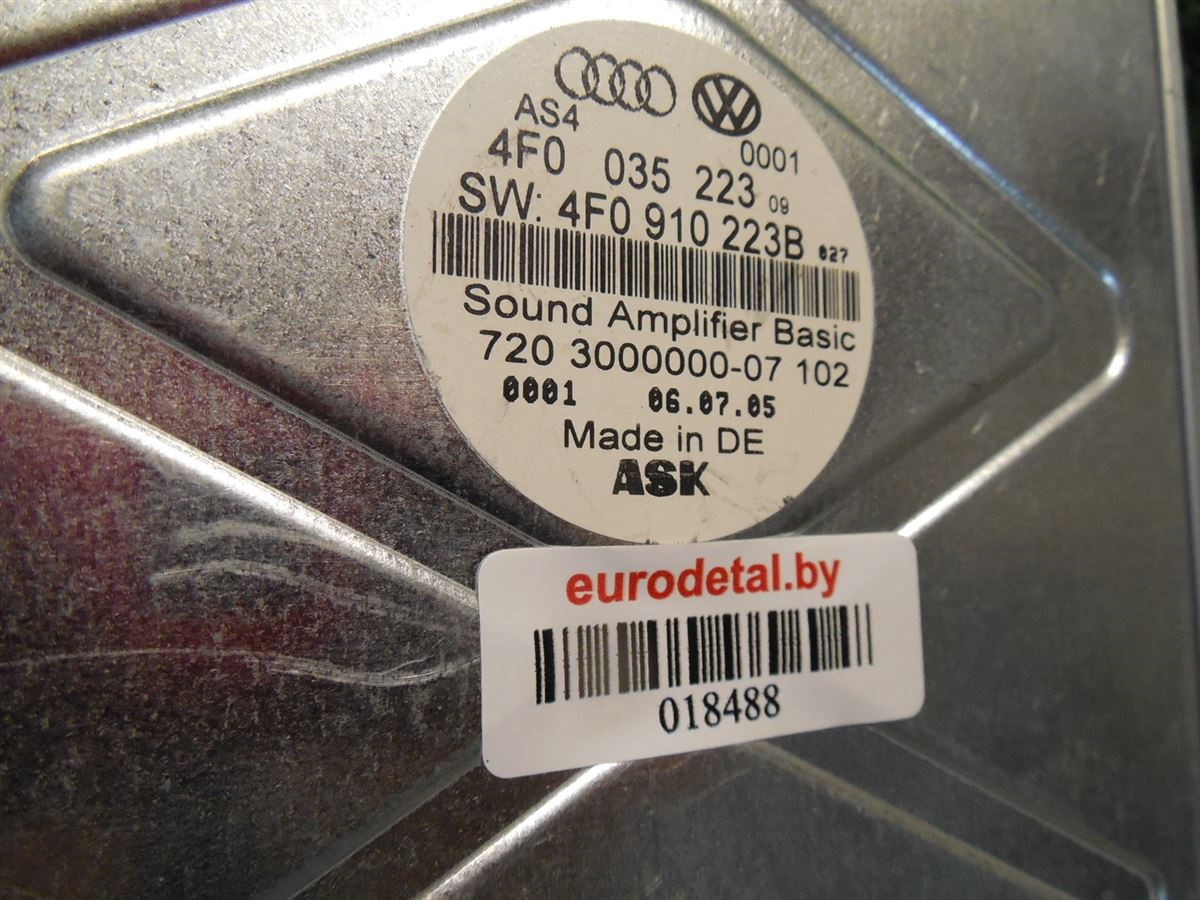 AS4
0001
4F0 035 223 09
SW: 4F0 910 223B 027
Sound Amplifier Basic
720 3000000-07 102
0001 06.07.05
Made in DE
ASK
eurodetal.by
018488